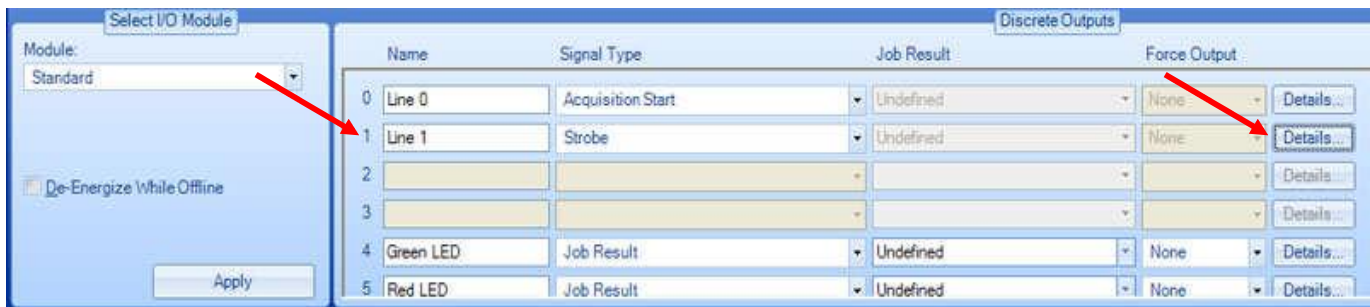 Select I/O Module
Discrete Outputs
Module:
Standard
De-Energize While Offline
Apply
Name Signal Type Job Result Force Output
0 Line 0 Acquisition Start Undefined None Details...
1 Line 1 Strobe Undefined None Details...
2 Details...
3 Details...
4 Green LED Job Result Undefined None Details...
5 Red LED Job Result Undefined None Details...